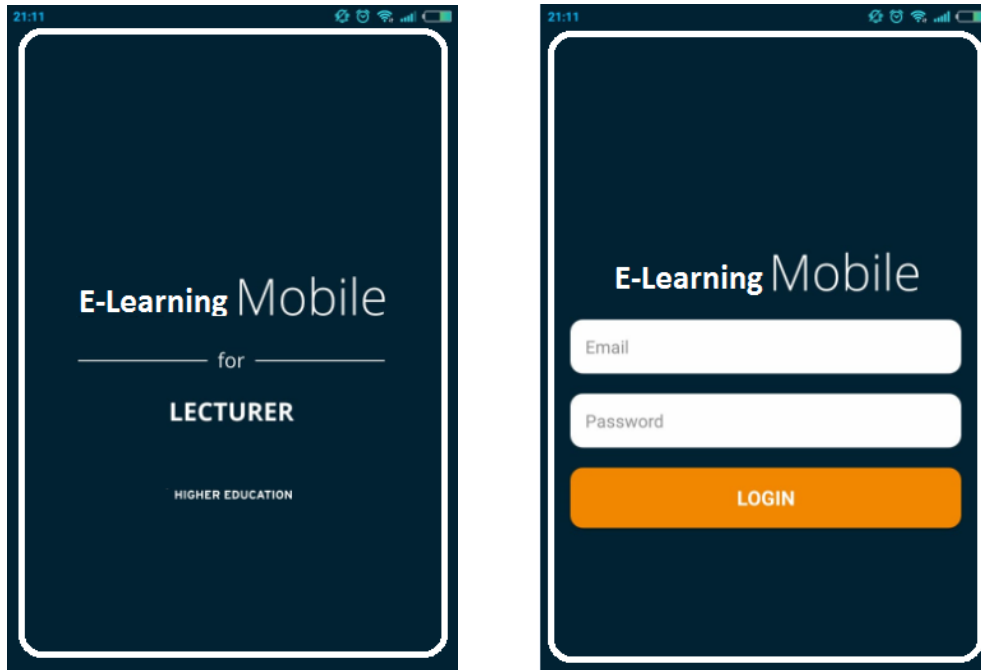 21:11
E-Learning Mobile
for
LECTURER
HIGHER EDUCATION
21:11
E-Learning Mobile
Email
Password
LOGIN